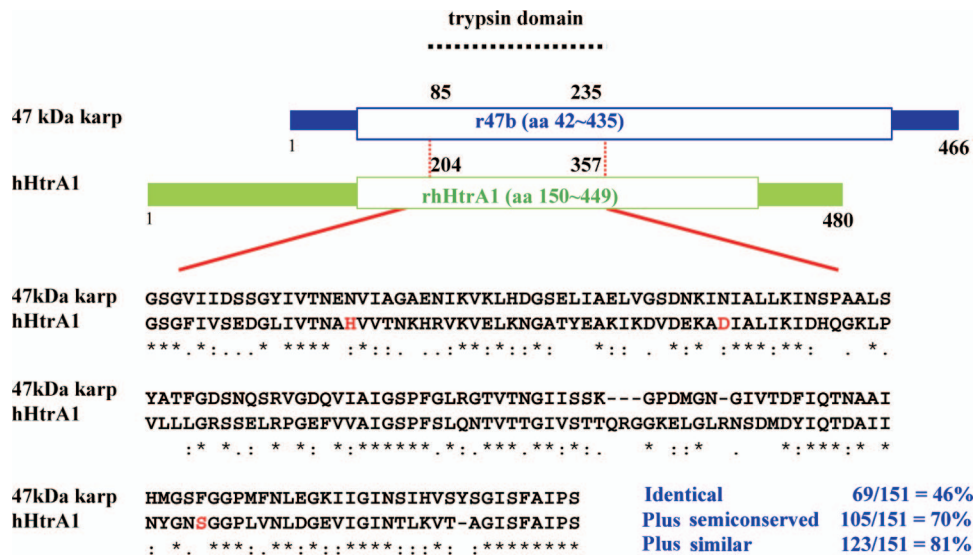 trypsin domain
85 235
47 kDa karp r47b (aa 42~435)
1 466
204 357
hHtrA1 rhHtrA1 (aa 150~449)
1 480
47kDa karp GSGVIIDSSGYIVTNENVIAGAENIKVKLHDGSELIAELVGSDNKINIALLKINSPAALS
hHtrA1 GSGFIVSEDGLIVTNAHVVTNKHRVKVELKNGATYEAKIKDVDEKADIALIKIDHQGKLP
***.*:...* **** :*:. :.:**:*::*: **: .*:* :****:**: . *.
47kDa karp YATFGDSNQSRVGDQVIAIGSPFGLRGTVTNGIISSK---GPDMGN-GIVTDFIQTNAAI
hHtrA1 VLLLGRSSELRPGEFVVAIGSPFSLQNTVTTGIVSTTQRGGKELGLRNSDMDYIQTDAII
:* *.: * *: *:******.*:.***.**:*: * ::* . *:***:* *
47kDa karp HMGSFGGPMFNLEGKIIGINSIHVSYSGISFAIPS
hHtrA1 NYGNSGGPLVNLDGEVIGINTLKVT-AGISFAIPS
: *. ***:.**:*::****:::*: :********
Identical 69/151 = 46%
Plus semiconserved 105/151 = 70%
Plus similar 123/151 = 81%